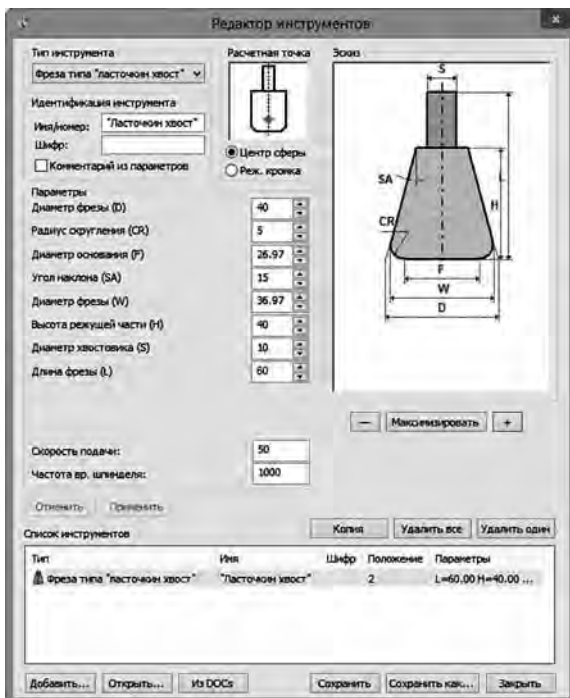 Редактор инструментов
Тип инструмента
Фреза типа "ласточкин хвост"
Идентификация инструмента
Имя/номер: "Ласточкин хвост"
Шифр:
Комментарий из параметров
Расчетная точка
Центр сферы
Реж. кромка
Эскиз
S
SA
L
H
CR
F
W
D
Параметры
Диаметр фрезы (D) 40
Радиус скругления (CR) 5
Диаметр основания (F) 26.97
Угол наклона (SA) 15
Диаметр фрезы (W) 36.97
Высота режущей части (H) 40
Диаметр хвостовика (S) 10
Длина фрезы (L) 60
— Максимизировать +
Скорость подачи: 50
Частота вр. шпинделя: 1000
Отменить Применить
Копия Удалить все Удалить один
Список инструментов
Тип Имя Шифр Положение Параметры
Фреза типа "ласточкин хвост" "Ласточкин хвост" 2 L=60.00 H=40.00 ...
Добавить... Открыть... Из DOCs Сохранить Сохранить как... Закрыть